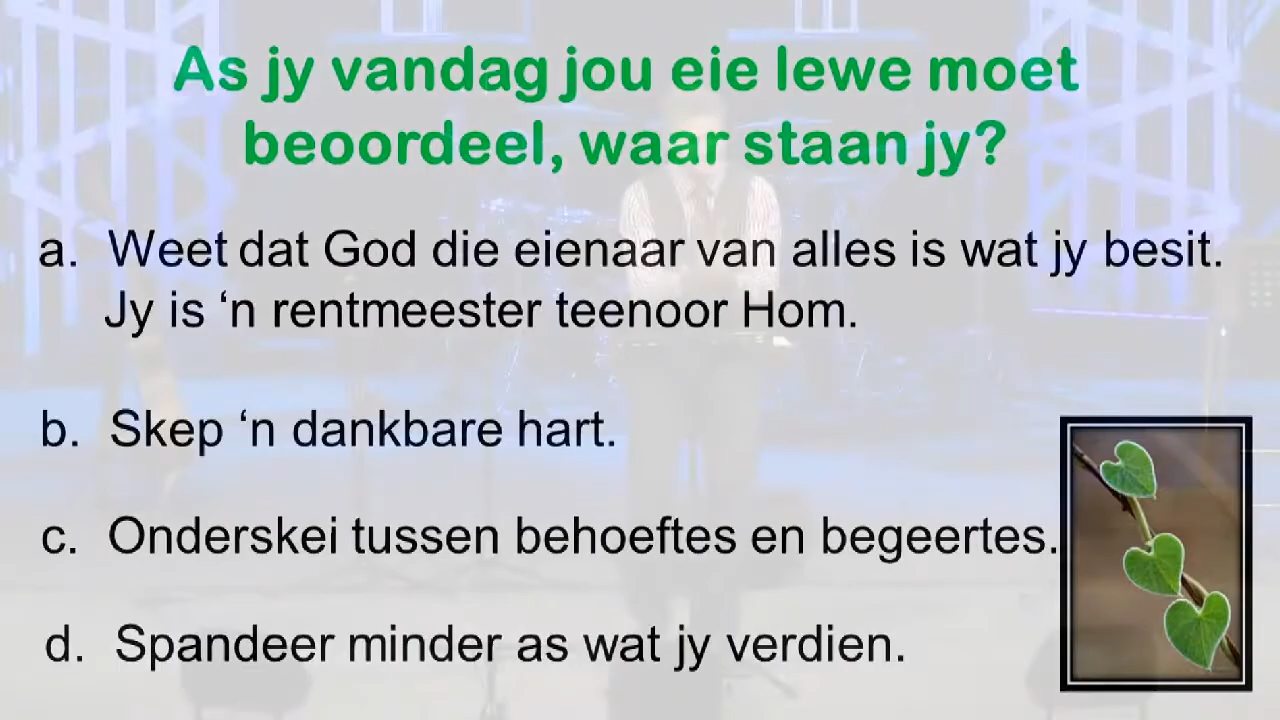 As jy vandag jou eie lewe moet
beoordeel, waar staan jy?
a. Weet dat God die eienaar van alles is wat jy besit.
Jy is ‘n rentmeester teenoor Hom.
b. Skep ‘n dankbare hart.
c. Onderskei tussen behoeftes en begeertes.
d. Spandeer minder as wat jy verdien.